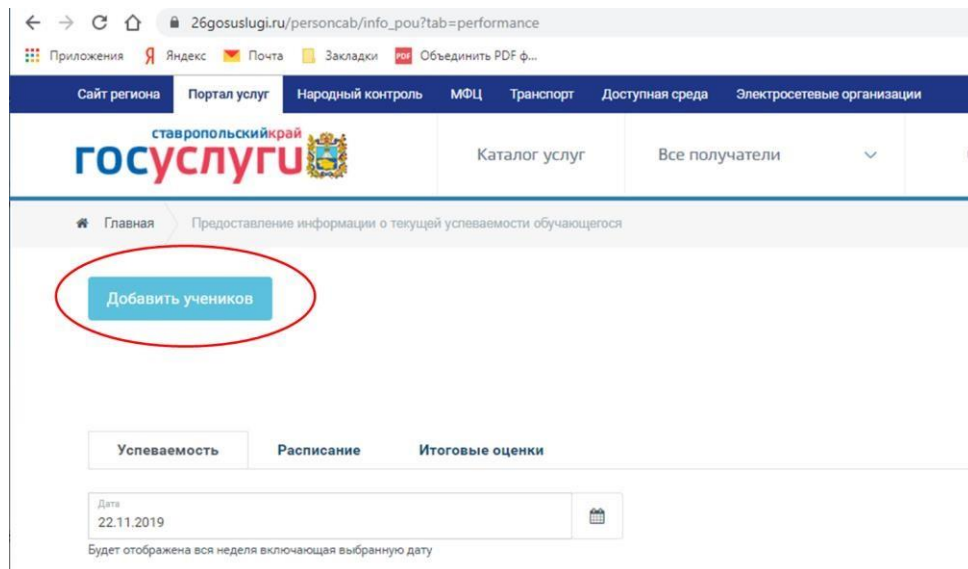 26gosuslugi.ru/personcab/info_pou?tab=performance
Приложения Я Яндекс Почта Закладки PDF Объединить PDF ф...
Сайт региона Портал услуг Народный контроль МФЦ Транспорт Доступная среда Электросетевые организации
ставропольскийкрай
госуслуги Каталог услуг Все получатели
Главная Предоставление информации о текущей успеваемости обучающегося
Добавить учеников
Успеваемость Расписание Итоговые оценки
Дата
22.11.2019
Будет отображена вся неделя включающая выбранную дату